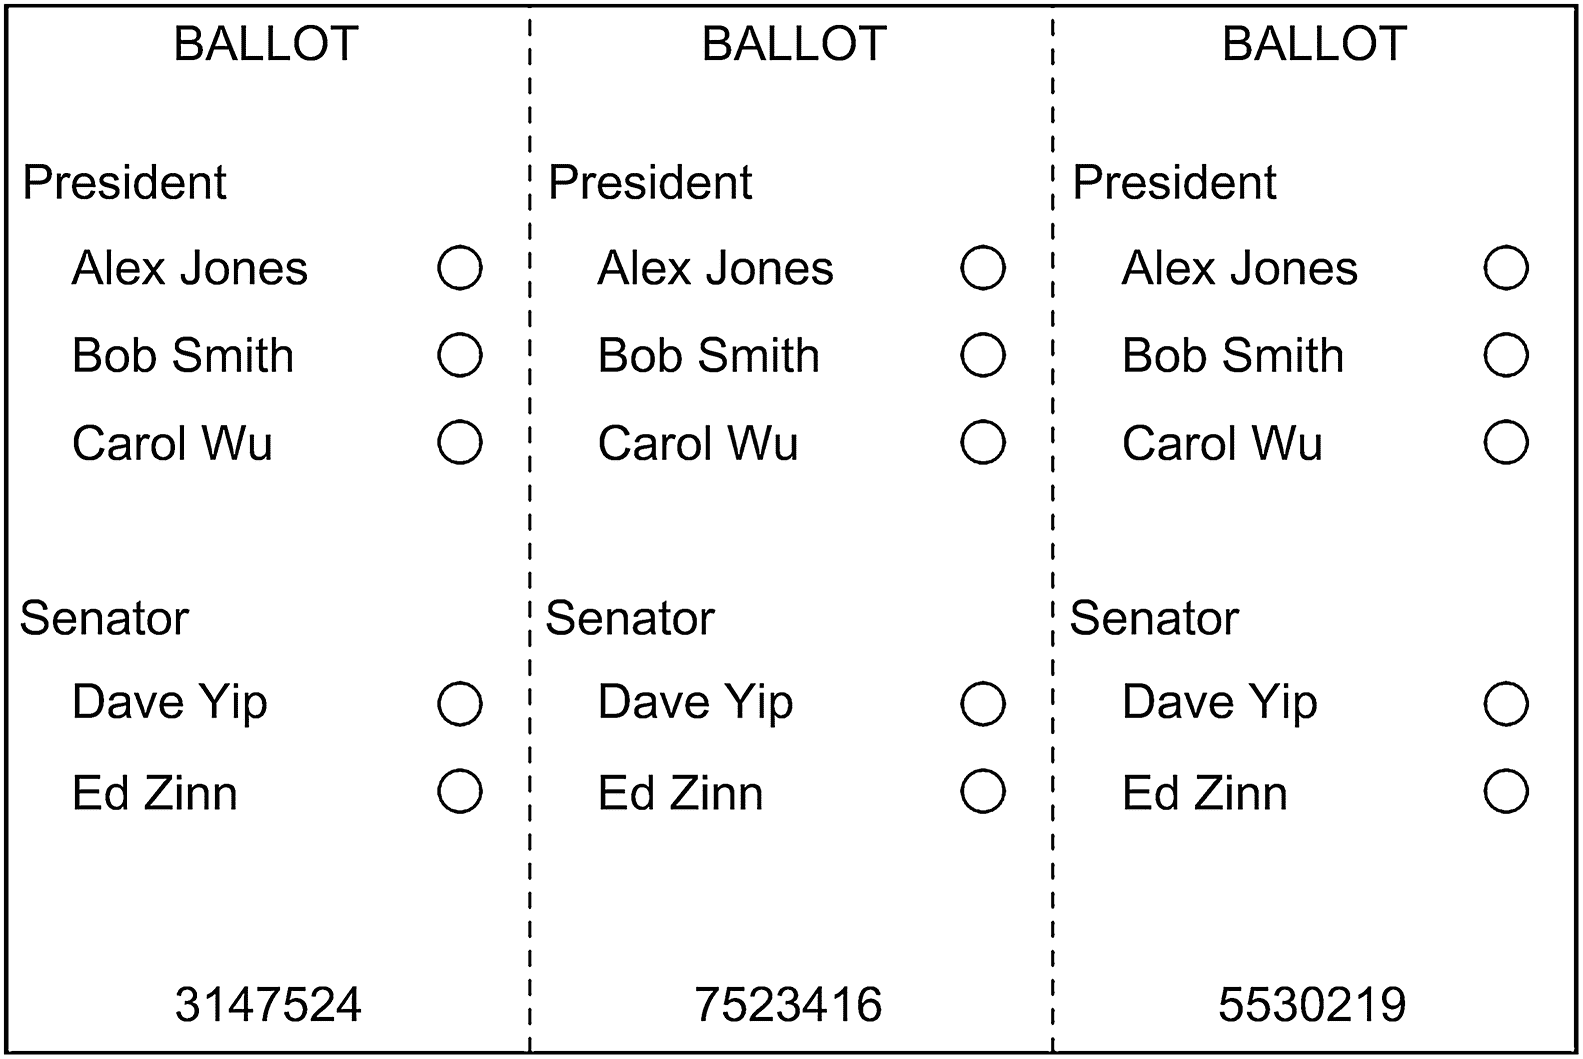 BALLOT
President
Alex Jones
Bob Smith
Carol Wu
Senator
Dave Yip
Ed Zinn
3147524
BALLOT
President
Alex Jones
Bob Smith
Carol Wu
Senator
Dave Yip
Ed Zinn
7523416
BALLOT
President
Alex Jones
Bob Smith
Carol Wu
Senator
Dave Yip
Ed Zinn
5530219